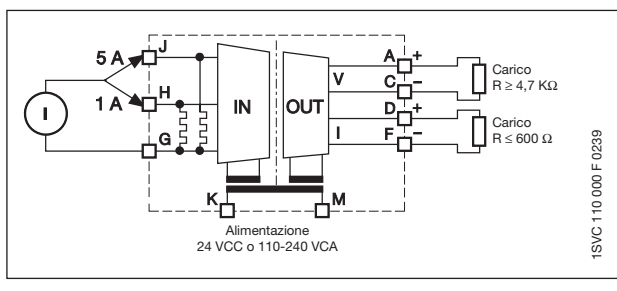 5 A
J
1 A
H
I
G
IN
OUT
V
I
A +
C −
D +
F −
Carico
R ≥ 4,7 KΩ
Carico
R ≤ 600 Ω
K
M
Alimentazione
24 VCC o 110-240 VCA
1SVC 110 000 F 0239